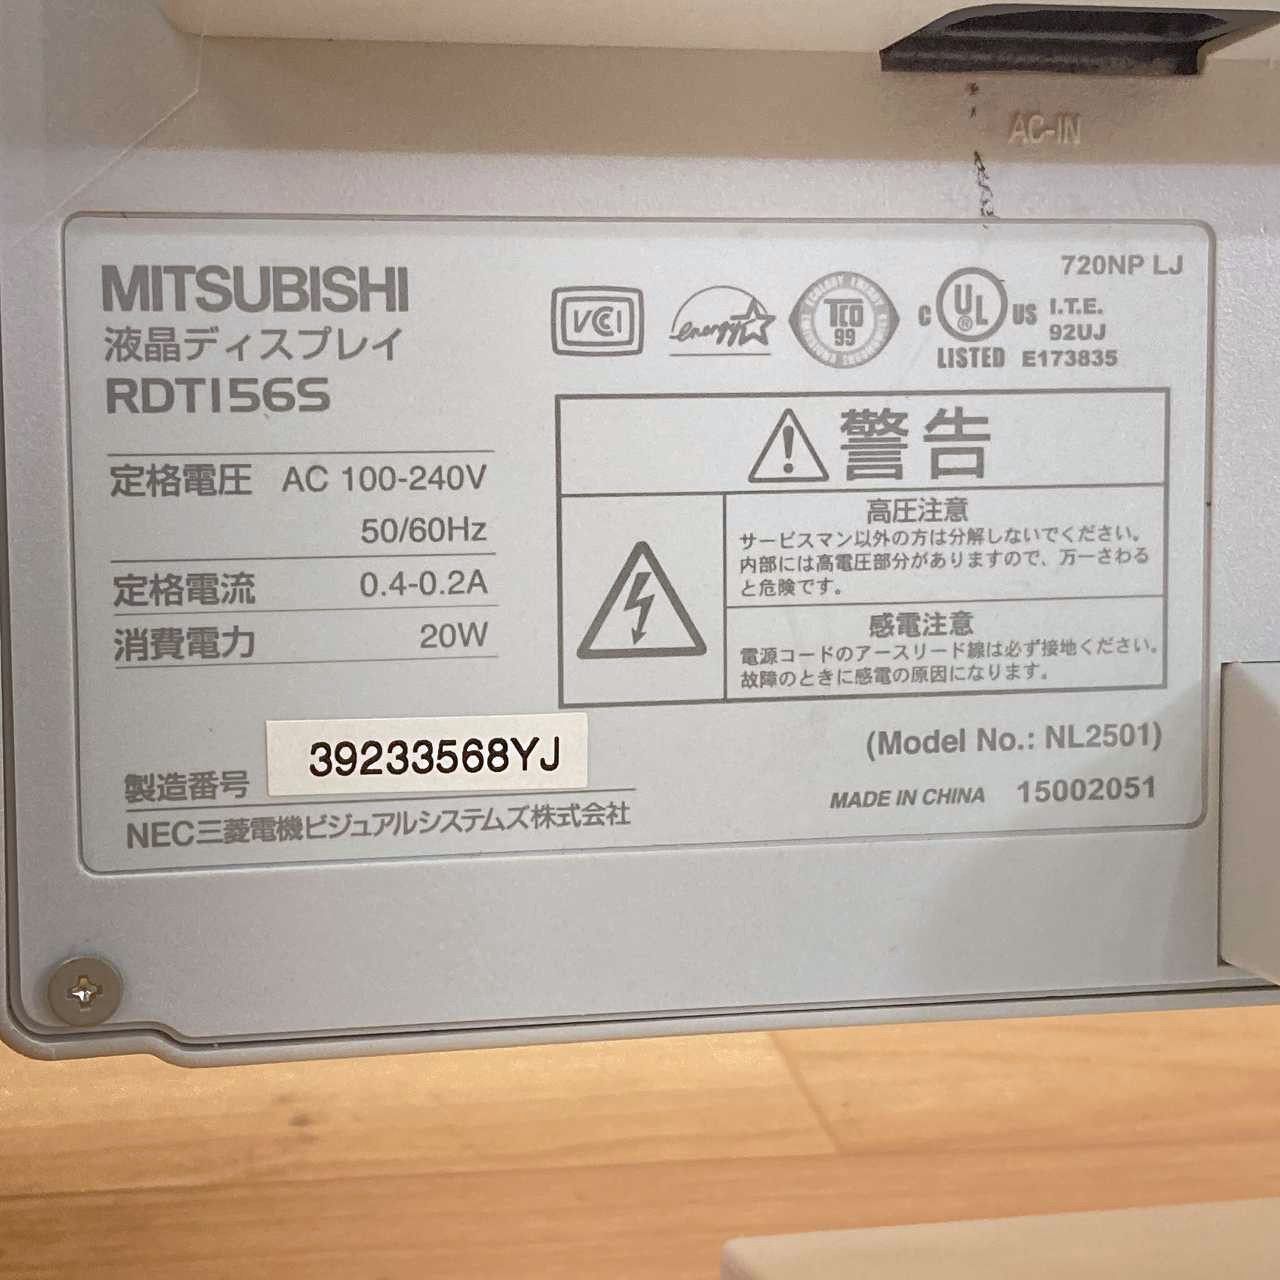 AC-IN
MITSUBISHI
液晶ディスプレイ
RDT156S
定格電圧 AC 100-240V
50/60Hz
定格電流 0.4-0.2A
消費電力 20W
製造番号 39233568YJ
NEC三菱電機ビジュアルシステムズ株式会社
VCCI
energy
TCO
99
720NP LJ
C UL US
®
LISTED
I.T.E.
92UJ
E173835
警告
高圧注意
サービスマン以外の方は分解しないでください。
内部には高電圧部分がありますので、万一さわる
と危険です。
感電注意
電源コードのアースリード線は必ず接地ください。
故障のときに感電の原因になります。
(Model No.: NL2501)
MADE IN CHINA 15002051